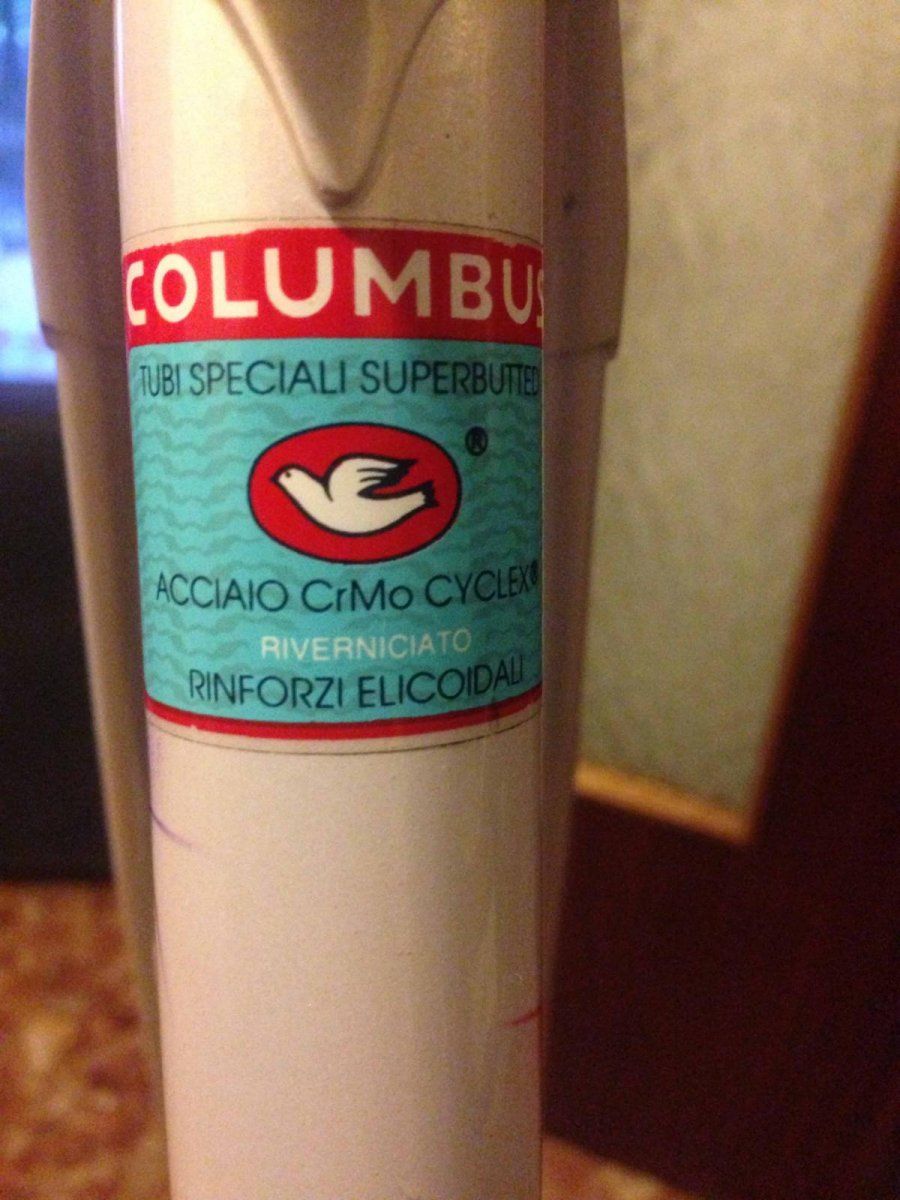 COLUMBUS
TUBI SPECIALI SUPERBUTTED
®
ACCIAIO CrMo CYCLEX®
RIVERNICIATO
RINFORZI ELICOIDALI